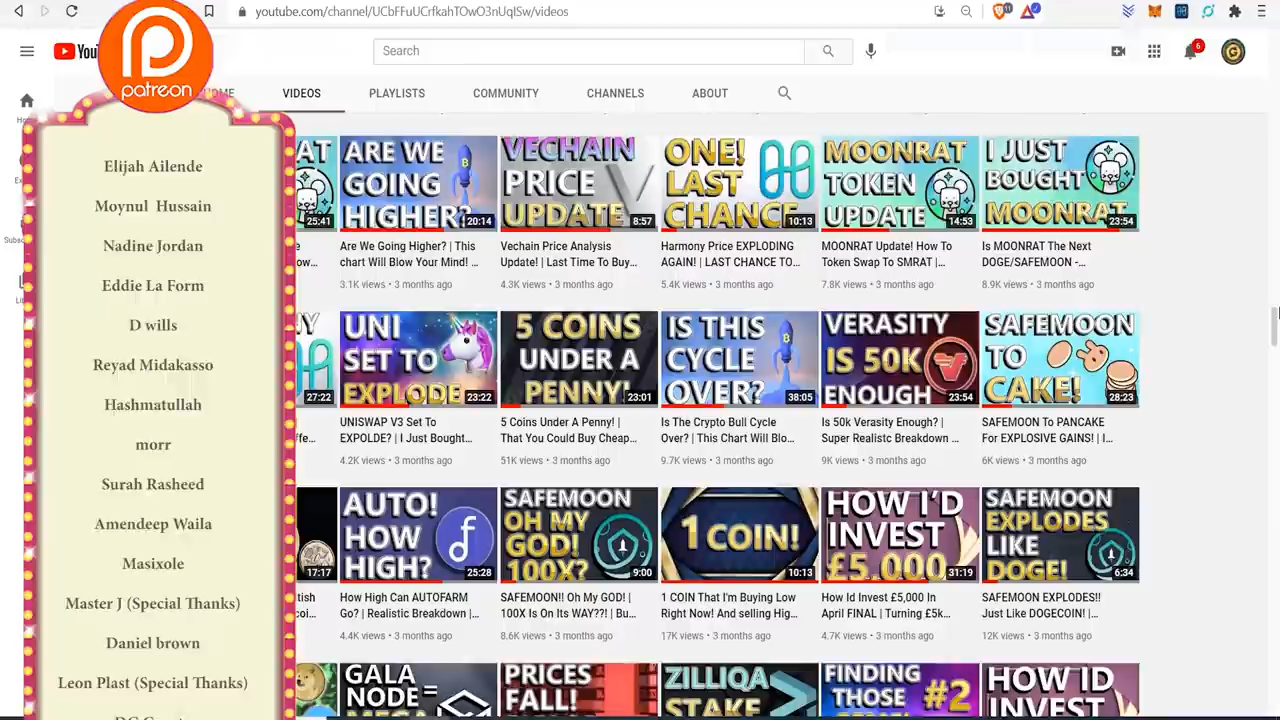 youtube.com/channel/UCbFFuUCrfkahTOwO3nUqISw/videos
11
You
Search
6
G
patreon
HOME
VIDEOS
PLAYLISTS
COMMUNITY
CHANNELS
ABOUT
Elijah Ailende
Moynul Hussain
Nadine Jordan
Eddie La Form
D wills
Reyad Midakasso
Hashmatullah
morr
Surah Rasheed
Amendeep Waila
Masixole
Master J (Special Thanks)
Daniel brown
Leon Plast (Special Thanks)
25:41
ARE WE
GOING
HIGHER?
20:14
VECHAIN
PRICE
UPDATE
8:57
ONE!
LAST
CHANCE
10:13
MOONRAT
TOKEN
UPDATE
14:53
I JUST
BOUGHT
MOONRAT
23:54
Are We Going Higher? | This
chart Will Blow Your Mind! ...
3.1K views • 3 months ago
Vechain Price Analysis
Update! | Last Time To Buy...
4.3K views • 3 months ago
Harmony Price EXPLODING
AGAIN! | LAST CHANCE TO...
5.4K views • 3 months ago
MOONRAT Update! How To
Token Swap To SMRAT |...
7.8K views • 3 months ago
Is MOONRAT The Next
DOGE/SAFEMOON -...
8.9K views • 3 months ago
27:22
UNI
SET TO
EXPLODE
23:22
5 COINS
UNDER A
PENNY!
23:01
IS THIS
CYCLE
OVER?
38:05
VERASITY
IS 50K
ENOUGH
23:54
SAFEMOON
TO
CAKE!
28:23
UNISWAP V3 Set To
EXPOLDE? | I Just Bought...
4.2K views • 3 months ago
5 Coins Under A Penny! |
That You Could Buy Cheap...
51K views • 3 months ago
Is The Crypto Bull Cycle
Over? | This Chart Will Blo...
9.7K views • 3 months ago
Is 50k Verasity Enough? |
Super Realistc Breakdown ...
9K views • 3 months ago
SAFEMOON To PANCAKE
For EXPLOSIVE GAINS! | I...
6K views • 3 months ago
17:17
AUTO!
HOW
HIGH?
25:28
SAFEMOON
OH MY
GOD!
100X?
9:00
1 COIN!
10:13
HOW I'D
INVEST
£5,000
31:19
SAFEMOON
EXPLODES
LIKE
DOGE!
6:34
How High Can AUTOFARM
Go? | Realistic Breakdown |...
4.4K views • 3 months ago
SAFEMOON!! Oh My GOD! |
100X Is On Its WAY??! | Bu...
8.6K views • 3 months ago
1 COIN That I'm Buying Low
Right Now! And selling Hig...
17K views • 3 months ago
How Id Invest £5,000 In
April FINAL | Turning £5k...
4.7K views • 3 months ago
SAFEMOON EXPLODES!!
Just Like DOGECOIN! |...
12K views • 3 months ago
GALA
NODE =
PRICES
FALL!
ZILLIQA
STAKE
FINDING
THOSE
#2
HOW ID
INVEST